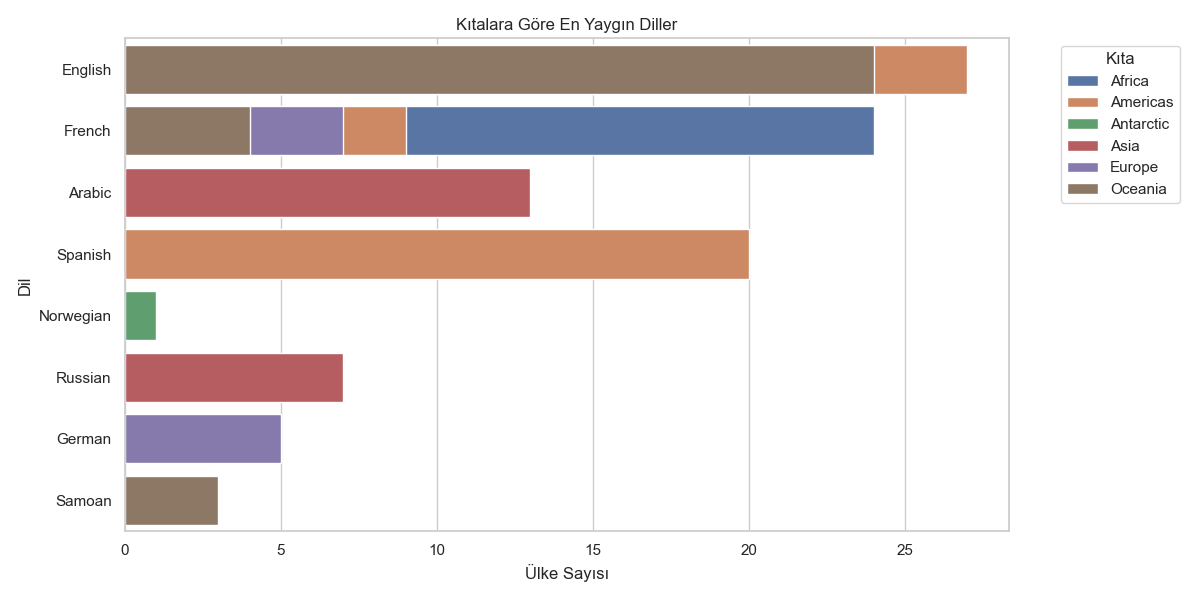 Kıtalara Göre En Yaygın Diller
Dil
English
French
Arabic
Spanish
Norwegian
Russian
German
Samoan
0 5 10 15 20 25
Ülke Sayısı
Kıta
Africa
Americas
Antarctic
Asia
Europe
Oceania